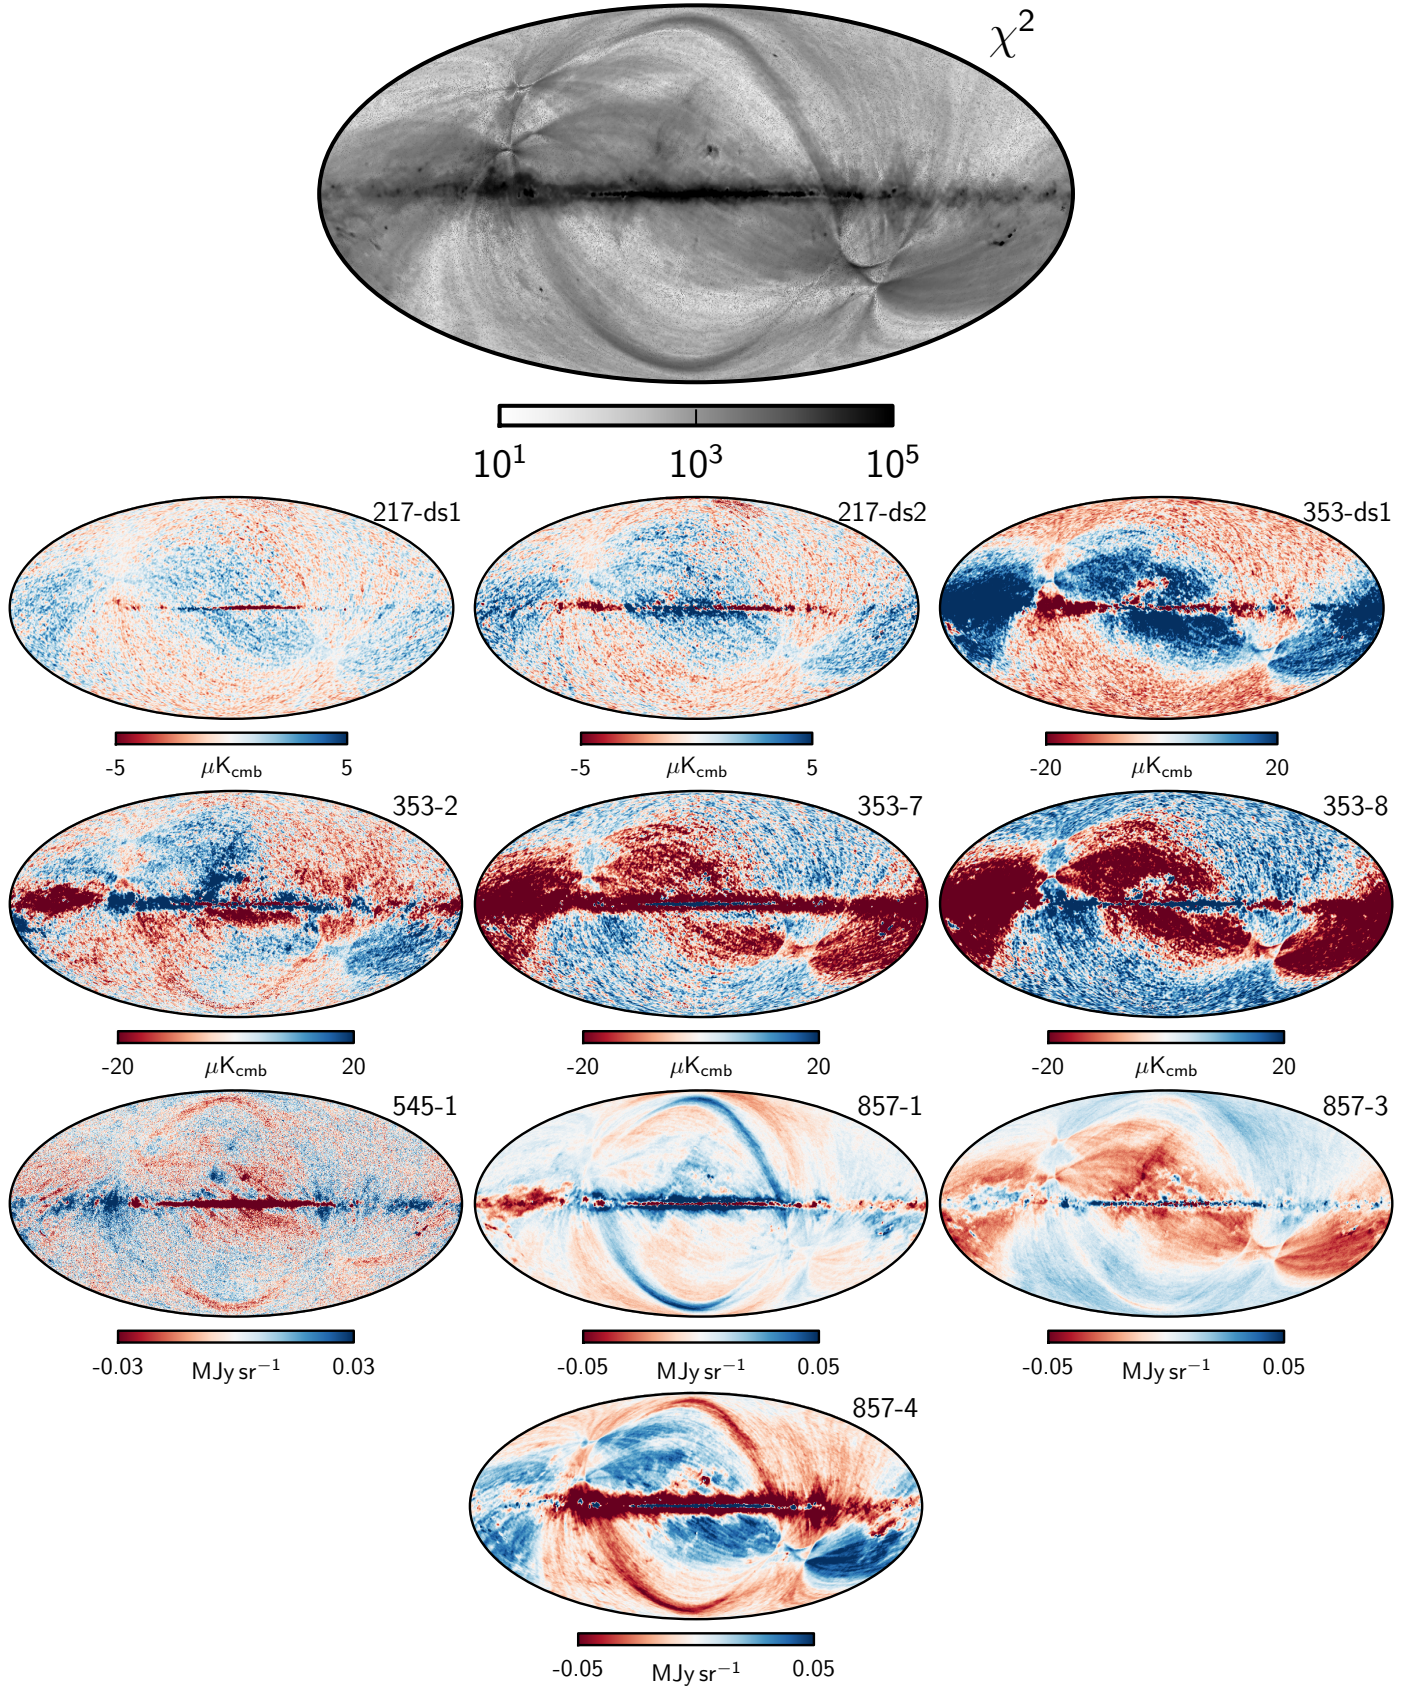 χ²
10¹ 10³ 10⁵
217-ds1 217-ds2 353-ds1
-5 μK_cmb 5 -5 μK_cmb 5 -20 μK_cmb 20
353-2 353-7 353-8
-20 μK_cmb 20 -20 μK_cmb 20 -20 μK_cmb 20
545-1 857-1 857-3
-0.03 MJy sr⁻¹ 0.03 -0.05 MJy sr⁻¹ 0.05 -0.05 MJy sr⁻¹ 0.05
857-4
-0.05 MJy sr⁻¹ 0.05